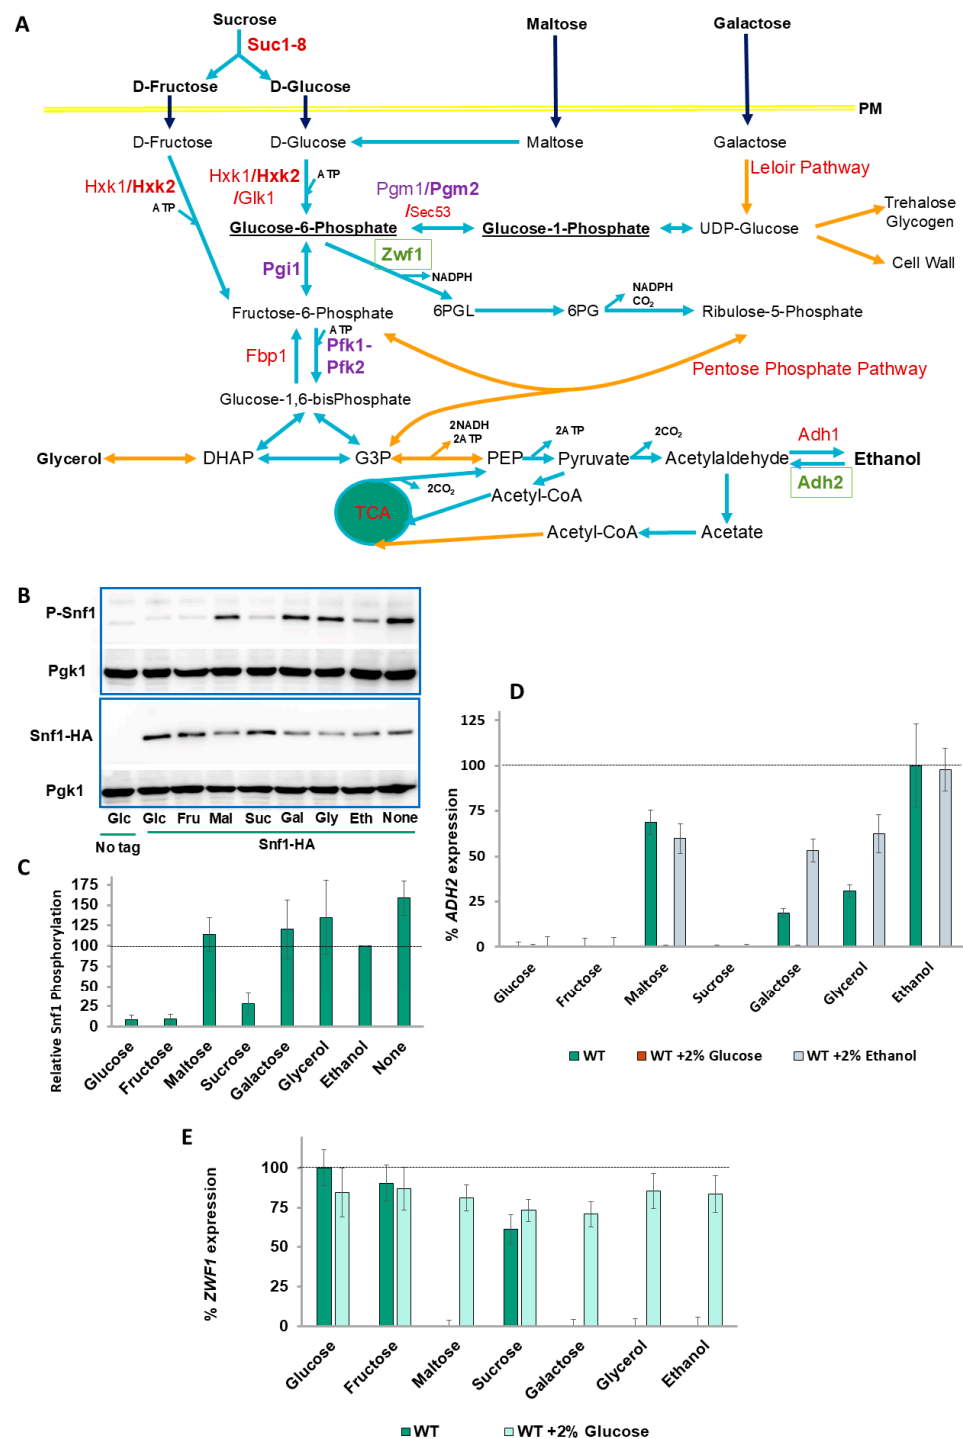 A
Sucrose
Maltose
Galactose
Suc1-8
D-Fructose
D-Glucose
PM
D-Fructose
D-Glucose
Maltose
Galactose
Leloir Pathway
Hxk1/Hxk2
ATP
Hxk1/Hxk2
/Glk1
ATP
Pgm1/Pgm2
/Sec53
Trehalose
Glycogen
Glucose-6-Phosphate
Glucose-1-Phosphate
UDP-Glucose
Cell Wall
Zwf1
Pgi1
NADPH
NADPH
CO2
Fructose-6-Phosphate
6PGL
6PG
Ribulose-5-Phosphate
ATP
Fbp1
Pfk1-
Pfk2
Pentose Phosphate Pathway
Glucose-1,6-bisPhosphate
2NADH
2ATP
2ATP
2CO2
Adh1
Glycerol
DHAP
G3P
PEP
Pyruvate
Acetylaldehyde
Ethanol
Adh2
2CO2
Acetyl-CoA
TCA
Acetyl-CoA
Acetate
B
P-Snf1
Pgk1
Snf1-HA
Pgk1
Glc Glc Fru Mal Suc Gal Gly Eth None
No tag
Snf1-HA
C
Relative Snf1 Phosphorylation
175
150
125
100
75
50
25
0
Glucose
Fructose
Maltose
Sucrose
Galactose
Glycerol
Ethanol
None
D
% ADH2 expression
125
100
75
50
25
0
Glucose
Fructose
Maltose
Sucrose
Galactose
Glycerol
Ethanol
WT
WT +2% Glucose
WT +2% Ethanol
E
% ZWF1 expression
100
75
50
25
0
Glucose
Fructose
Maltose
Sucrose
Galactose
Glycerol
Ethanol
WT
WT +2% Glucose